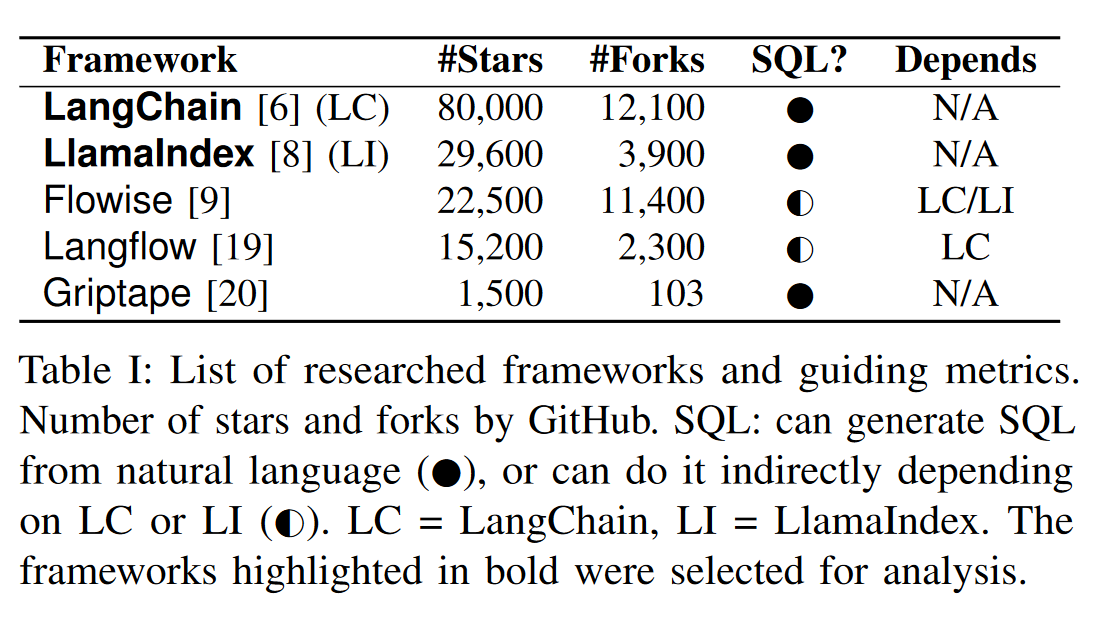 Framework #Stars #Forks SQL? Depends
LangChain [6] (LC) 80,000 12,100 ● N/A
LlamaIndex [8] (LI) 29,600 3,900 ● N/A
Flowise [9] 22,500 11,400 ◐ LC/LI
Langflow [19] 15,200 2,300 ◐ LC
Griptape [20] 1,500 103 ● N/A
Table I: List of researched frameworks and guiding metrics.
Number of stars and forks by GitHub. SQL: can generate SQL
from natural language (●), or can do it indirectly depending
on LC or LI (◐). LC = LangChain, LI = LlamaIndex. The
frameworks highlighted in bold were selected for analysis.